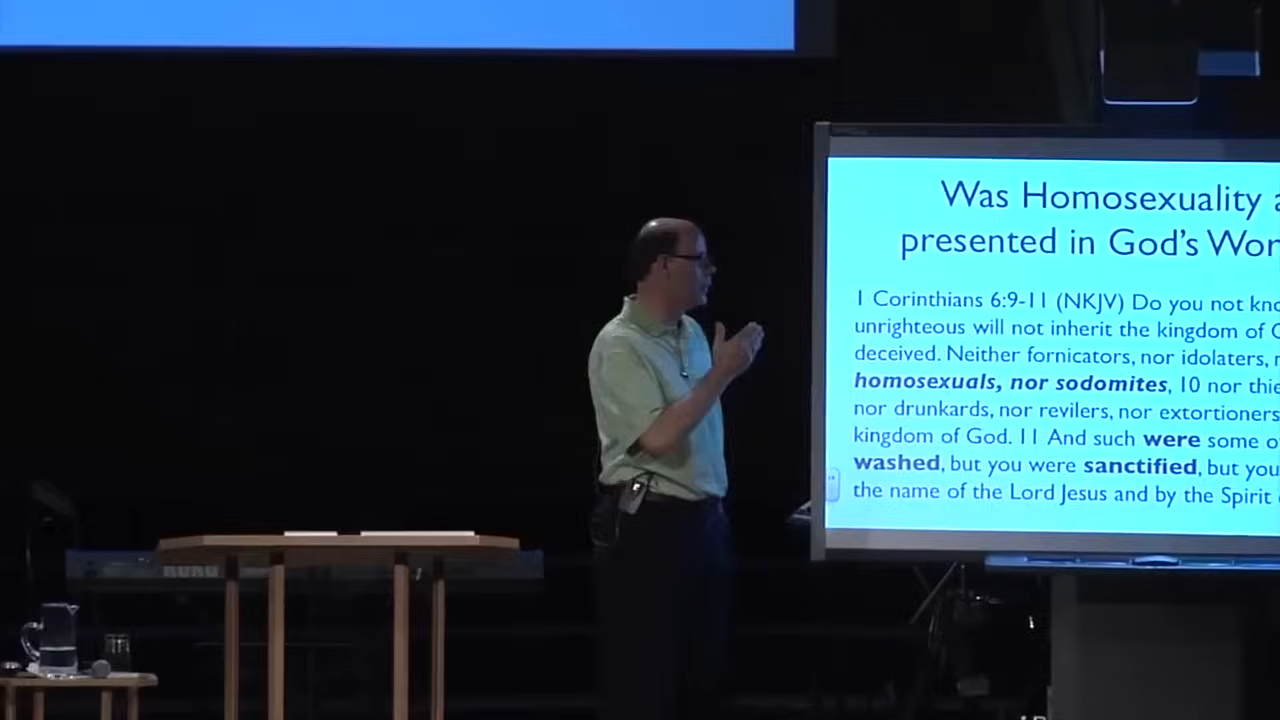 Was Homosexuality a
presented in God's Wor
1 Corinthians 6:9-11 (NKJV) Do you not kno
unrighteous will not inherit the kingdom of G
deceived. Neither fornicators, nor idolaters, n
homosexuals, nor sodomites, 10 nor thie
nor drunkards, nor revilers, nor extortioners
kingdom of God. 11 And such were some o
washed, but you were sanctified, but you
the name of the Lord Jesus and by the Spirit
KORG